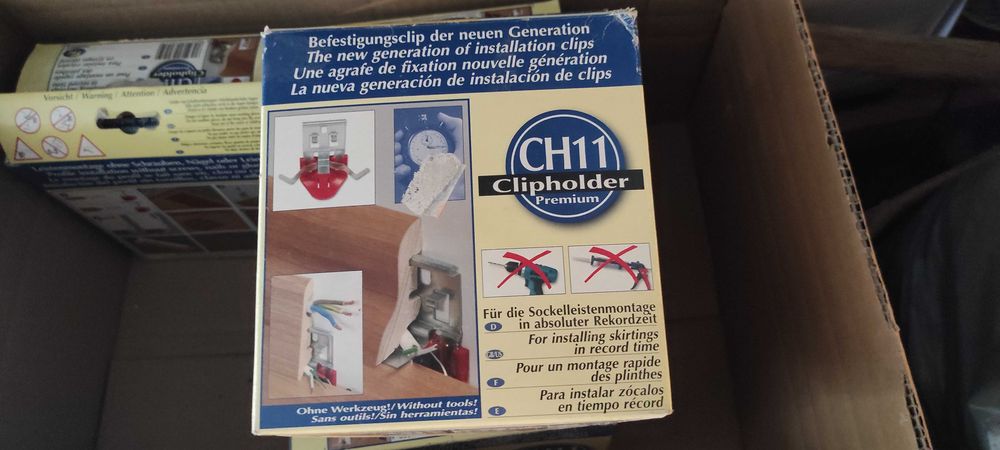 Befestigungsclip der neuen Generation
The new generation of installation clips
Une agrafe de fixation nouvelle génération
La nueva generación de instalación de clips
CH11
Clipholder
Premium
Für die Sockelleistenmontage
in absoluter Rekordzeit
D
For installing skirtings
in record time
GB/US
Pour un montage rapide
des plinthes
F
Para instalar zócalos
en tiempo récord
E
Ohne Werkzeug!/Without tools!
Sans outils!/Sin herramientas!
Clipholder
Vorsicht / Warning / Attention / Advertencia